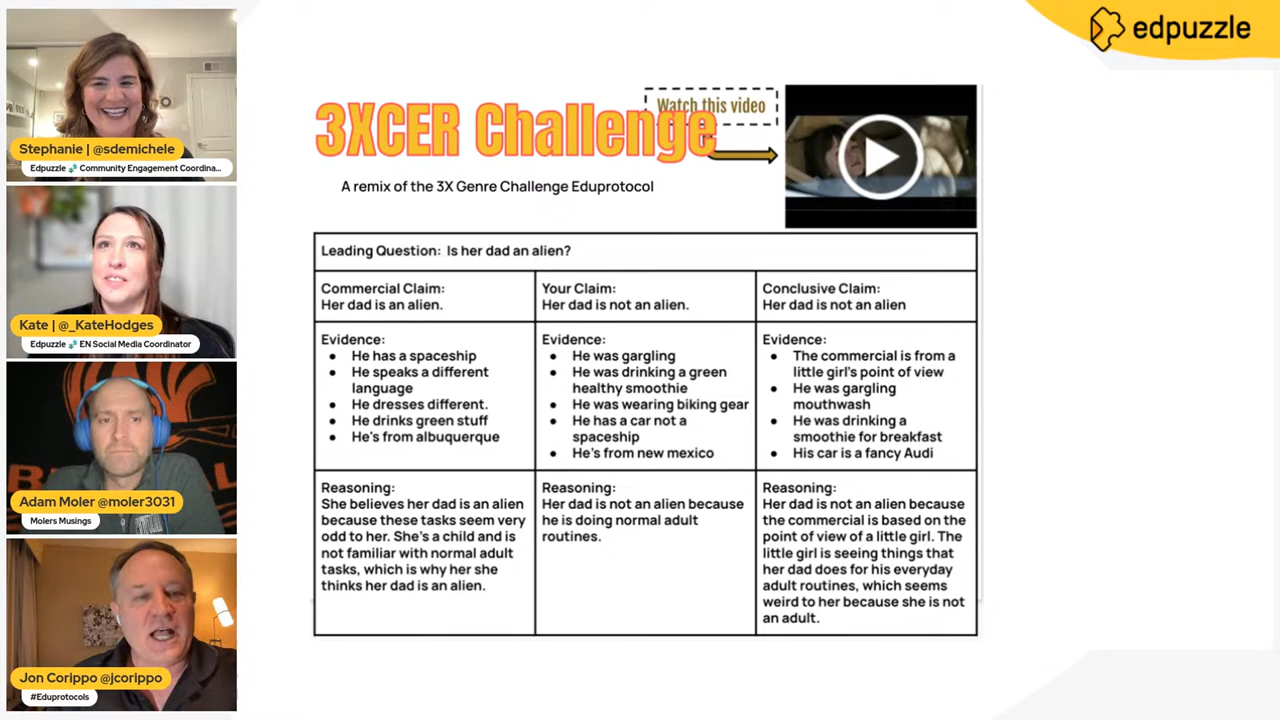 edpuzzle
Stephanie | @sdemichele
Edpuzzle Community Engagement Coordina...
Kate | @_KateHodges
Edpuzzle EN Social Media Coordinator
Adam Moler @moler3031
Molers Musings
Jon Corippo @jcorippo
#Eduprotocols
3XCER Challenge
Watch this video
A remix of the 3X Genre Challenge Eduprotocol
Leading Question: Is her dad an alien?
Commercial Claim:
Her dad is an alien.
Your Claim:
Her dad is not an alien.
Conclusive Claim:
Her dad is not an alien
Evidence:
● He has a spaceship
● He speaks a different
language
● He dresses different.
● He drinks green stuff
● He's from albuquerque
Evidence:
● He was gargling
● He was drinking a green
healthy smoothie
● He was wearing biking gear
● He has a car not a
spaceship
● He's from new mexico
Evidence:
● The commercial is from a
little girl's point of view
● He was gargling
mouthwash
● He was drinking a
smoothie for breakfast
● His car is a fancy Audi
Reasoning:
She believes her dad is an alien
because these tasks seem very
odd to her. She's a child and is
not familiar with normal adult
tasks, which is why her she
thinks her dad is an alien.
Reasoning:
Her dad is not an alien because
he is doing normal adult
routines.
Reasoning:
Her dad is not an alien because
the commercial is based on the
point of view of a little girl. The
little girl is seeing things that
her dad does for his everyday
adult routines, which seems
weird to her because she is not
an adult.